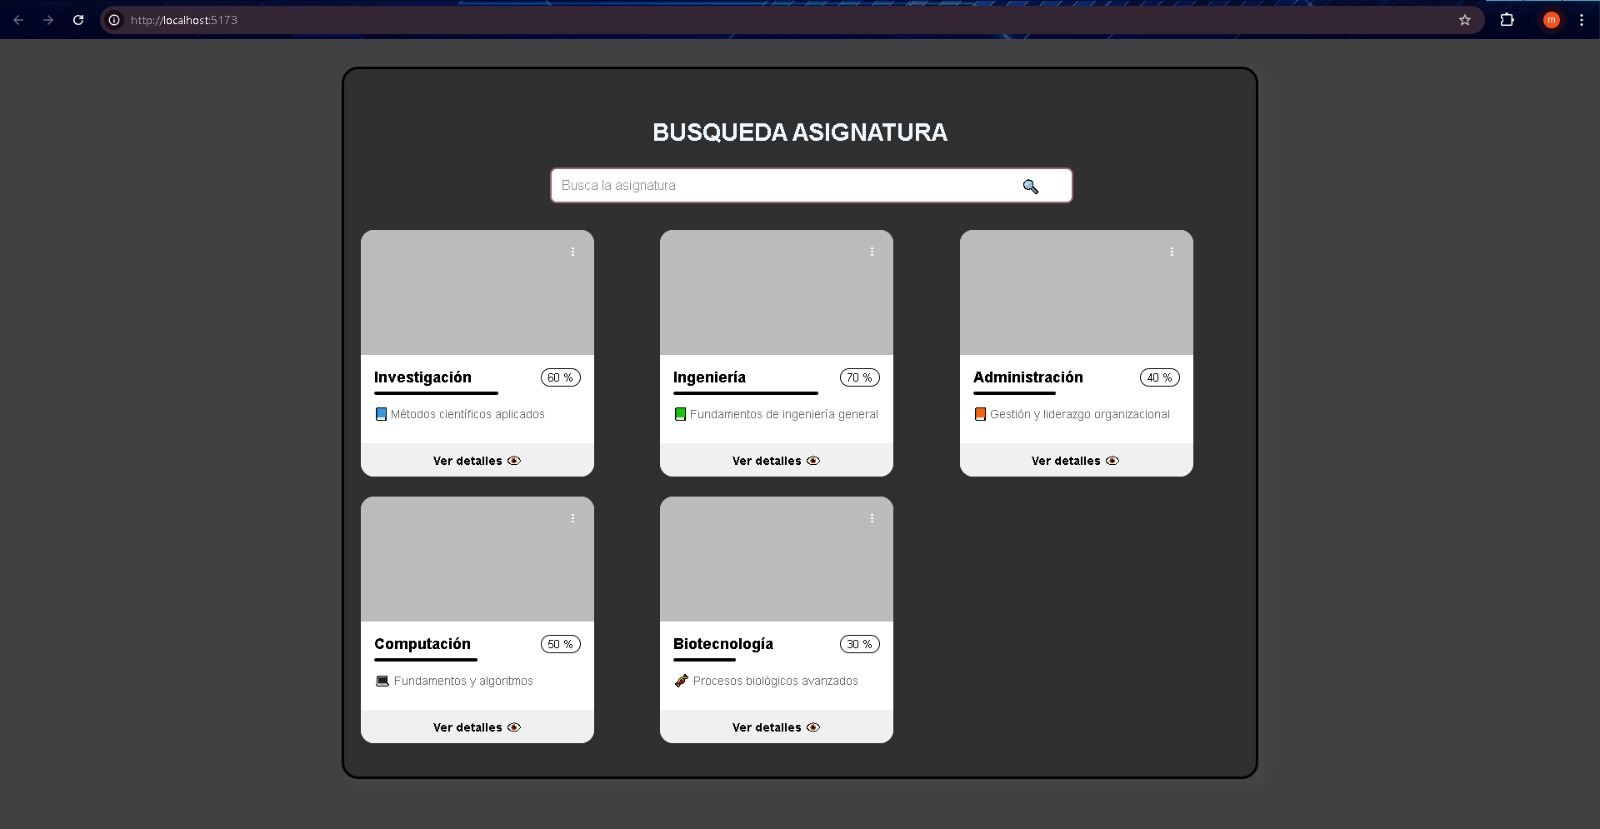 http://localhost:5173
m
BUSQUEDA ASIGNATURA
Busca la asignatura
Investigación 60 %
Métodos científicos aplicados
Ver detalles
Ingeniería 70 %
Fundamentos de ingeniería general
Ver detalles
Administración 40 %
Gestión y liderazgo organizacional
Ver detalles
Computación 50 %
Fundamentos y algoritmos
Ver detalles
Biotecnología 30 %
Procesos biológicos avanzados
Ver detalles